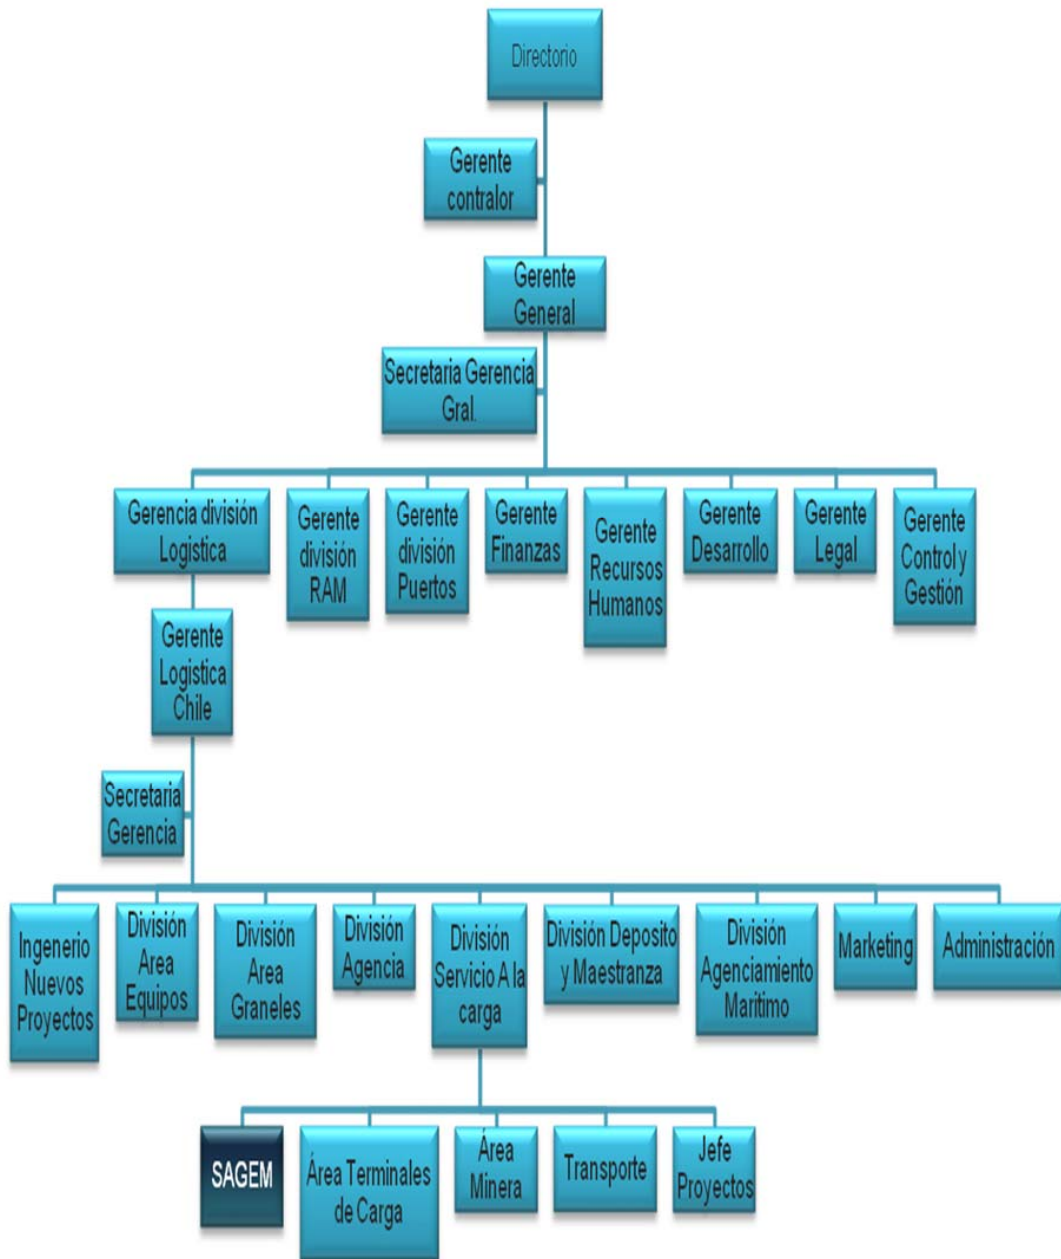 Directorio
Gerente
contralor
Gerente
General
Secretaria Gerencia
Gral.
Gerencia división
Logistica
Gerente
división
RAM
Gerente
división
Puertos
Gerente
Finanzas
Gerente
Recursos
Humanos
Gerente
Desarrollo
Gerente
Legal
Gerente
Control y
Gestión
Gerente
Logistica
Chile
Secretaria
Gerencia
Ingenerio
Nuevos
Proyectos
División
Area
Equipos
División
Area
Graneles
División
Agencia
División
Servicio A la
carga
División Deposito
y Maestranza
División
Agenciamiento
Maritimo
Marketing
Administración
SAGEM
Área Terminales
de Carga
Área
Minera
Transporte
Jefe
Proyectos